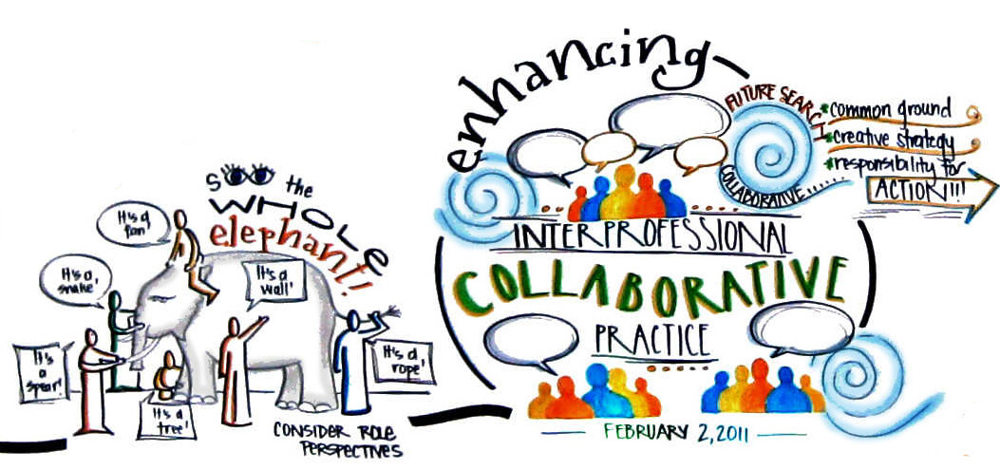 See the
WHOLE
elephant!
It's a
fan'
It's a,
snake'
It's a
wall'
It's
a
spear!
It's a
tree'
It's a
rope'
CONSIDER ROLE
PERSPECTIVES
enhancing
INTERPROFESSIONAL
COLLABORATIVE
PRACTICE
FEBRUARY 2, 2011
FUTURE SEARCH
COLLABORATIVE......
*common ground
*creative strategy
*responsibility for
ACTION!!!